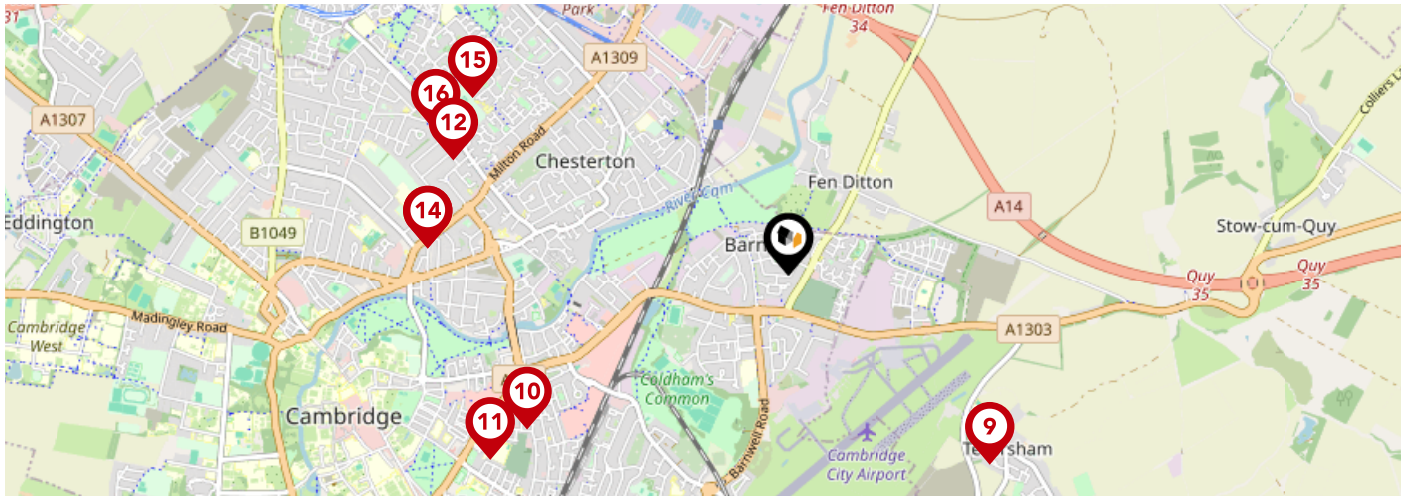 Park
Fen Ditton
34
15
A1309
16
A1307
12
Milton Road
Chesterton
Colliers L
River Cam
Fen Ditton
14
A14
Eddington
B1049
Stow-cum-Quy
Barn
Quy
35
Quy
35
Madingley Road
Cambridge
West
A1303
Coldham's
Common
10
Cambridge
11
Barnwell Road
9
Te ersham
Cambridge
City Airport